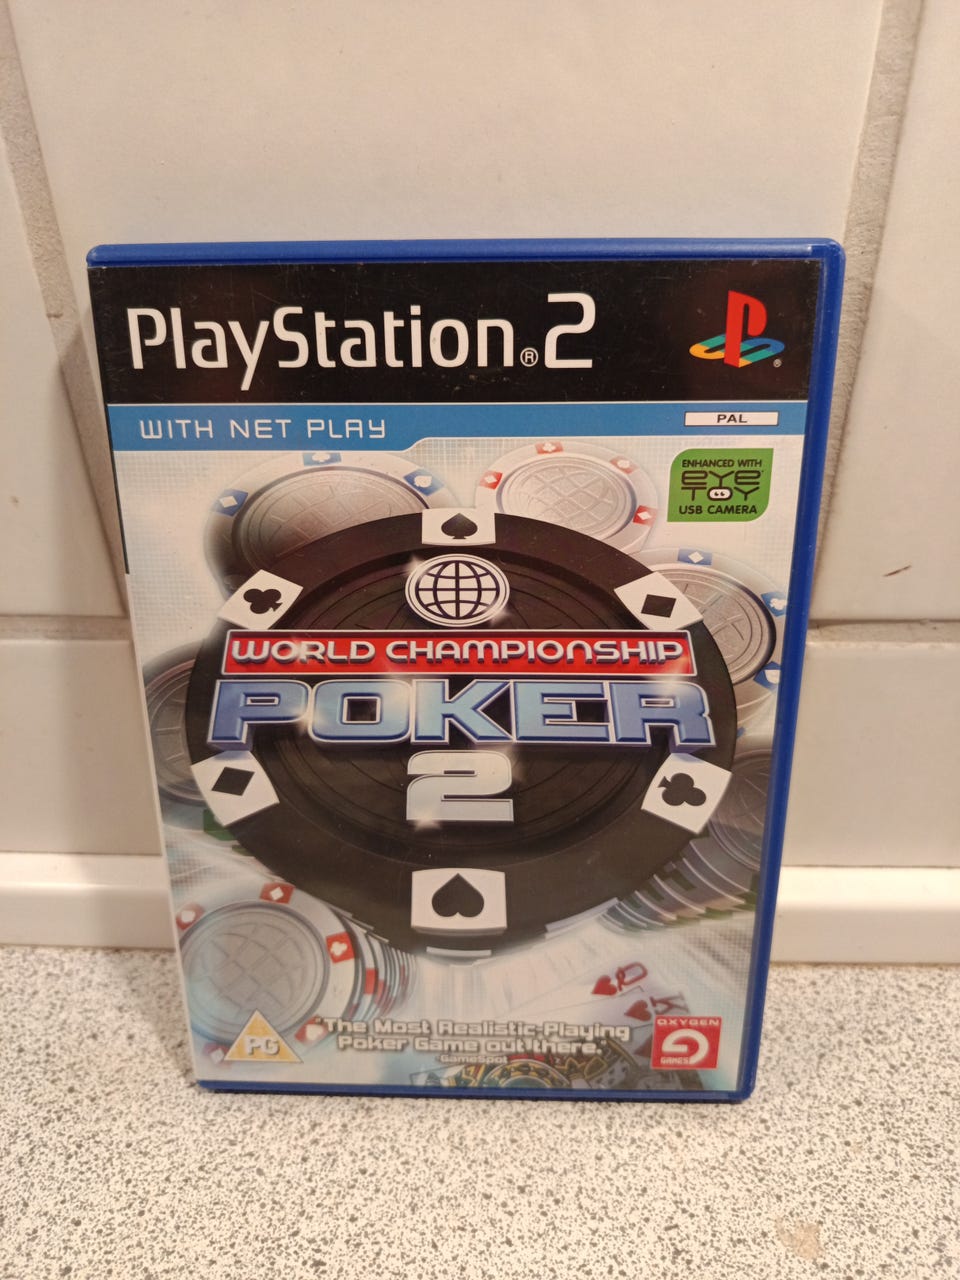 PlayStation®2
WITH NET PLAY
PAL
ENHANCED WITH
EYE
TOY
USB CAMERA
WORLD CHAMPIONSHIP
POKER
2
"The Most Realistic-Playing
Poker Game out there."
GameSpot
PG
OXYGEN
GAMES